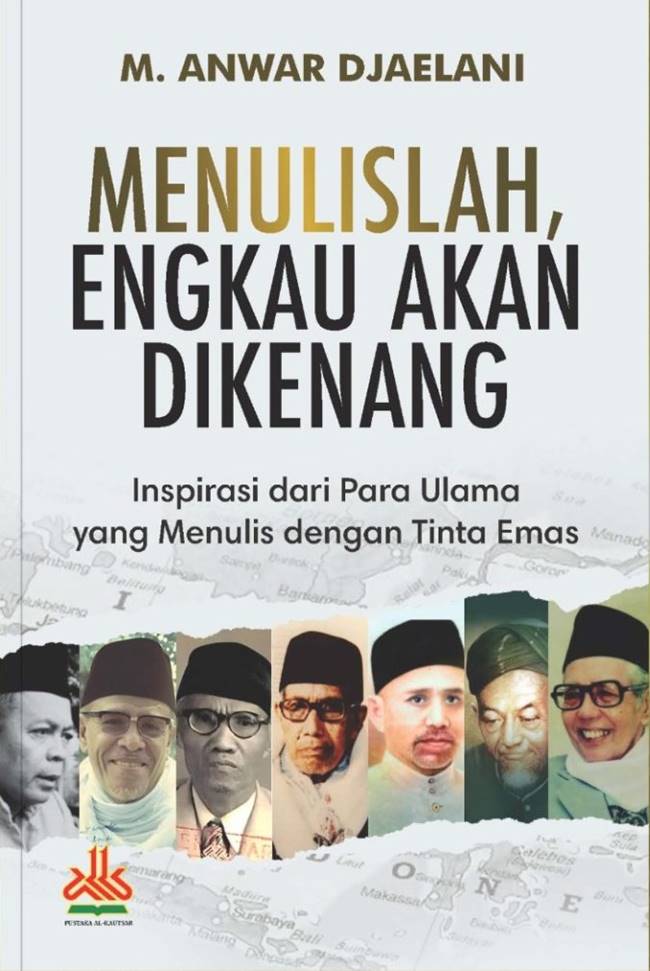 M. ANWAR DJAELANI
MENULISLAH,
ENGKAU AKAN
DIKENANG
Inspirasi dari Para Ulama
yang Menulis dengan Tinta Emas
Palembang
Belitung
Manado
Telukbetung
I
PUSTAKA AL-KAUTSAR
Semarang
Madura
Surabaya
Malang
Bali
Makassar
O
N
E
Celebes